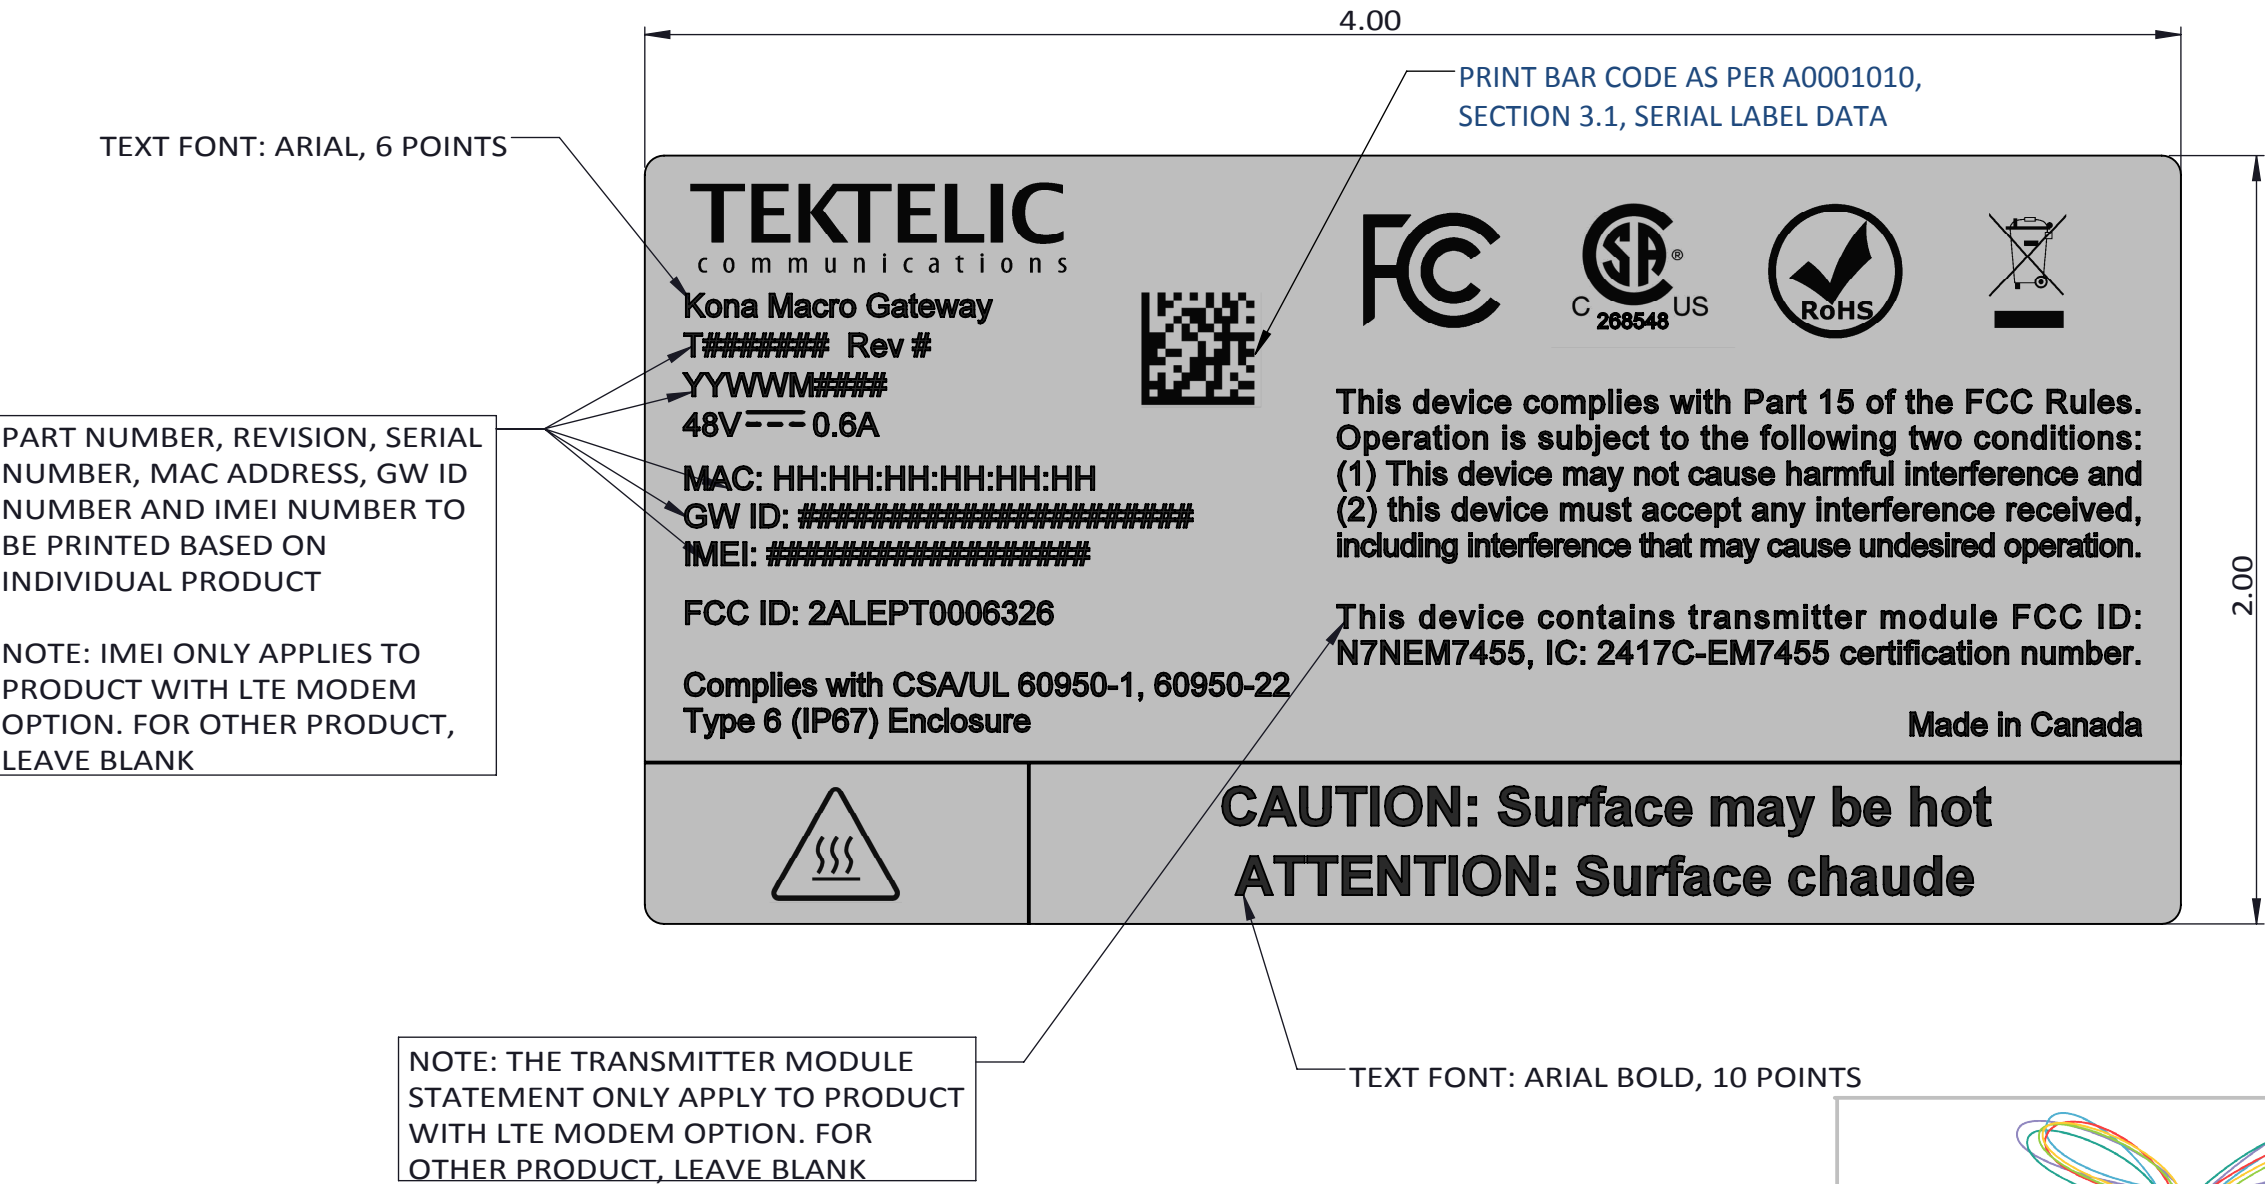 4.00
PRINT BAR CODE AS PER A0001010,
SECTION 3.1, SERIAL LABEL DATA
TEXT FONT: ARIAL, 6 POINTS
TEKTELIC
communications
Kona Macro Gateway
T####### Rev #
YYWWM####
48V 0.6A
MAC: HH:HH:HH:HH:HH:HH
GW ID: ######################
IMEI: ##################
FCC ID: 2ALEPT0006326
Complies with CSA/UL 60950-1, 60950-22
Type 6 (IP67) Enclosure
FC
SA®
C 268548 US
RoHS
This device complies with Part 15 of the FCC Rules.
Operation is subject to the following two conditions:
(1) This device may not cause harmful interference and
(2) this device must accept any interference received,
including interference that may cause undesired operation.
This device contains transmitter module FCC ID:
N7NEM7455, IC: 2417C-EM7455 certification number.
Made in Canada
CAUTION: Surface may be hot
ATTENTION: Surface chaude
2.00
PART NUMBER, REVISION, SERIAL
NUMBER, MAC ADDRESS, GW ID
NUMBER AND IMEI NUMBER TO
BE PRINTED BASED ON
INDIVIDUAL PRODUCT
NOTE: IMEI ONLY APPLIES TO
PRODUCT WITH LTE MODEM
OPTION. FOR OTHER PRODUCT,
LEAVE BLANK
NOTE: THE TRANSMITTER MODULE
STATEMENT ONLY APPLY TO PRODUCT
WITH LTE MODEM OPTION. FOR
OTHER PRODUCT, LEAVE BLANK
TEXT FONT: ARIAL BOLD, 10 POINTS